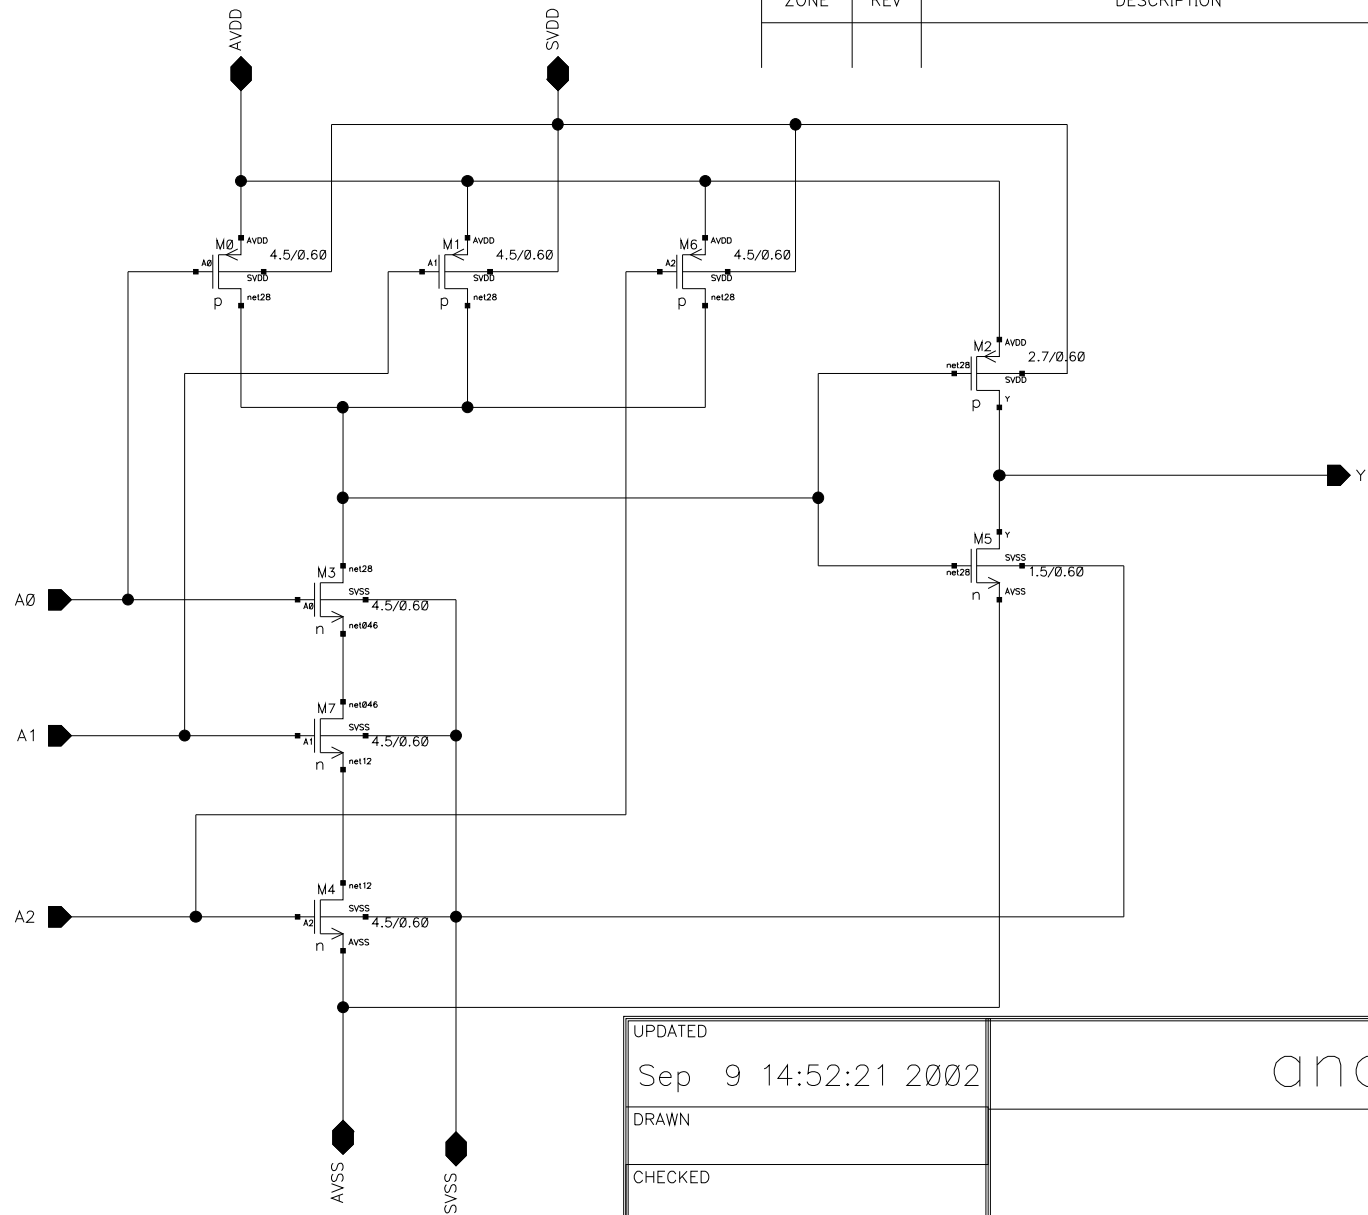 ZONE REV DESCRIPTION
AVDD SVDD
M0 AVDD 4.5/0.60 M1 AVDD 4.5/0.60 M6 AVDD 4.5/0.60
A0 SVDD A1 SVDD A2 SVDD
p net28 p net28 p net28
M2 AVDD
net28 2.7/0.60
SVDD
p Y
Y
M5 Y
SVSS
net28 1.5/0.60
n AVSS
M3 net28
SVSS
A0 A0 4.5/0.60
n net046
M7 net046
SVSS
A1 A1 4.5/0.60
n net12
M4 net12
SVSS
A2 A2 4.5/0.60
n AVSS
UPDATED
Sep 9 14:52:21 2002
DRAWN
CHECKED
AVSS SVSS